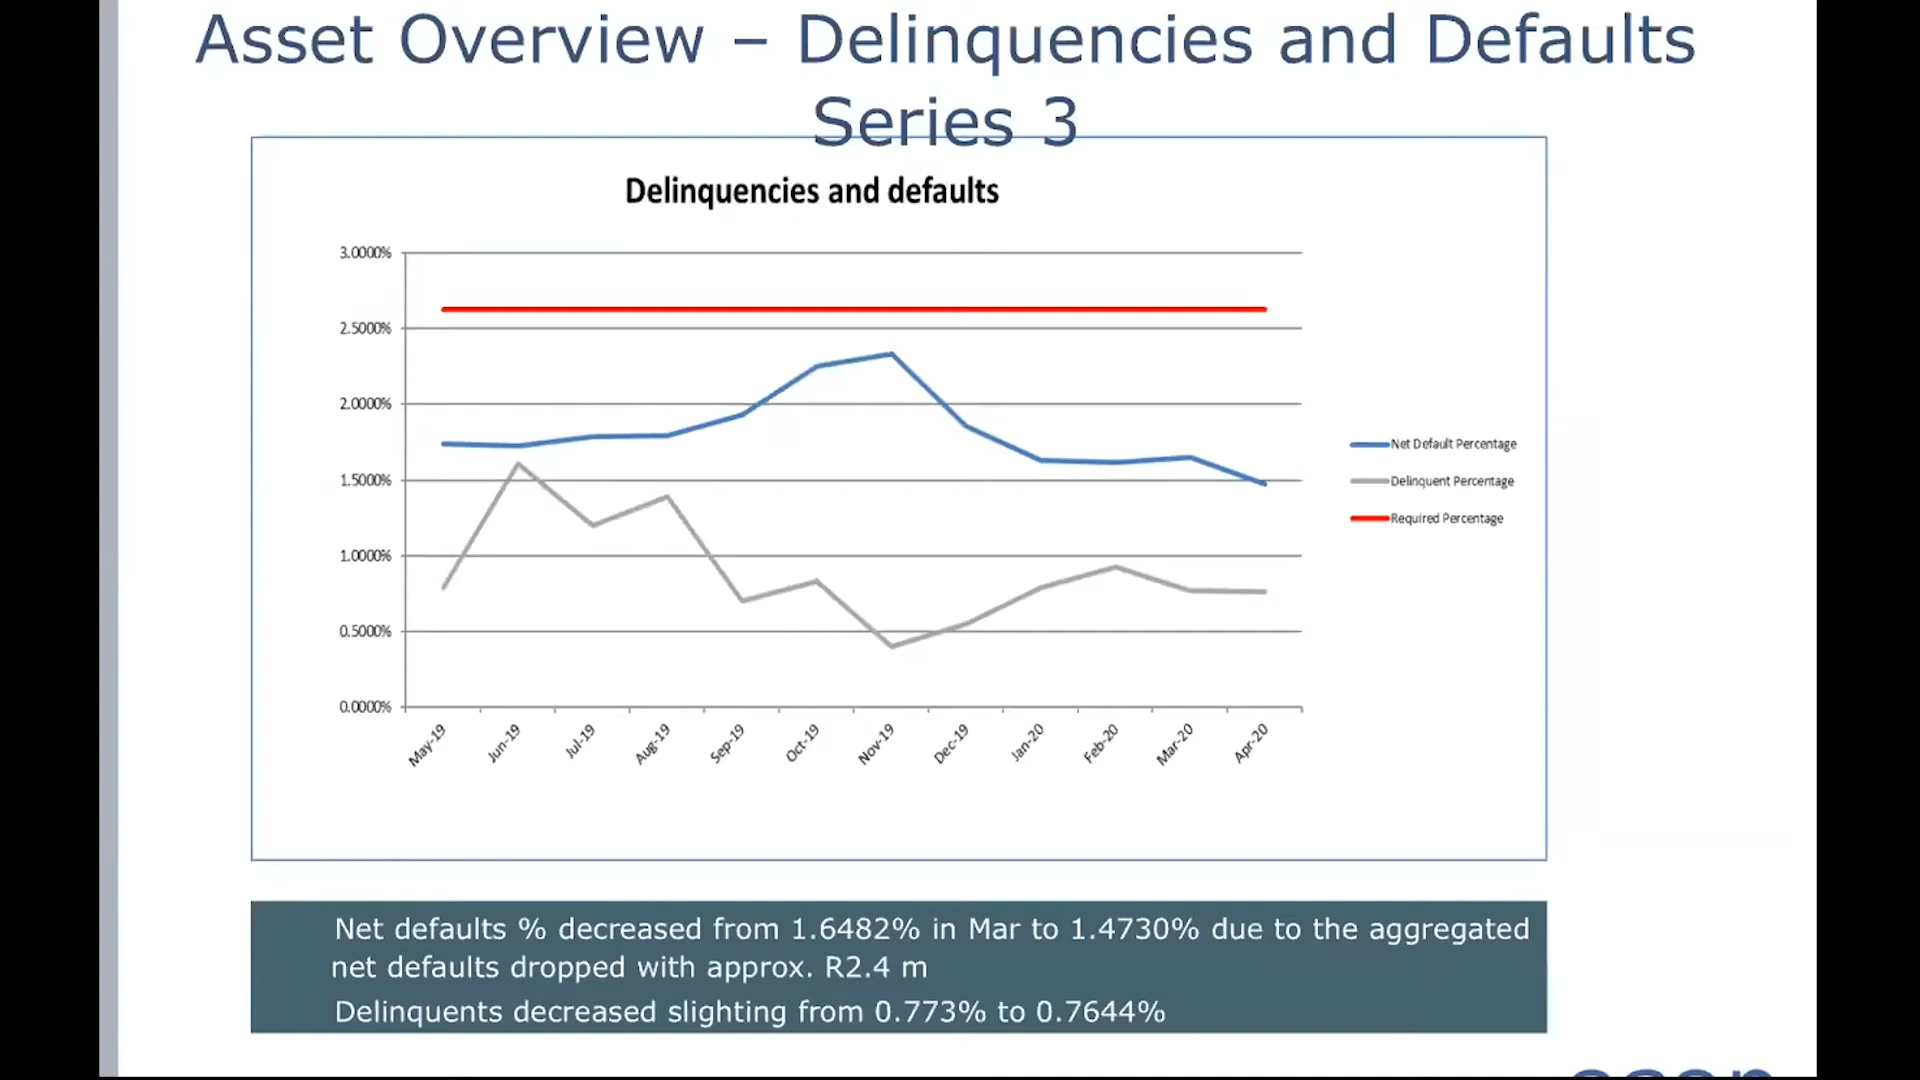 Asset Overview – Delinquencies and Defaults
Series 3
Delinquencies and defaults
3.0000%
2.5000%
2.0000%
1.5000%
1.0000%
0.5000%
0.0000%
May-19
Jun-19
Jul-19
Aug-19
Sep-19
Oct-19
Nov-19
Dec-19
Jan-20
Feb-20
Mar-20
Apr-20
Net Default Percentage
Delinquent Percentage
Required Percentage
Net defaults % decreased from 1.6482% in Mar to 1.4730% due to the aggregated
net defaults dropped with approx. R2.4 m
Delinquents decreased slighting from 0.773% to 0.7644%